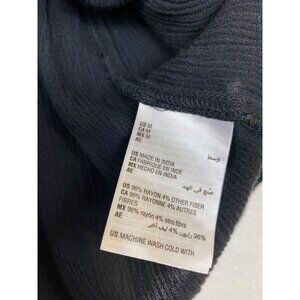 US M
CA M
MX M
AE وسط
US MADE IN INDIA
CA FABRIQUÉ EN INDE
MX HECHO EN INDIA
AE صنع في الهند
US 96% RAYON 4% OTHER FIBER
CA 96% RAYONNE 4% AUTRES
FIBRES
MX 96% rayón 4% otra fibra
AE 96% رايون 4% ليف آخر
US MACHINE WASH COLD WITH